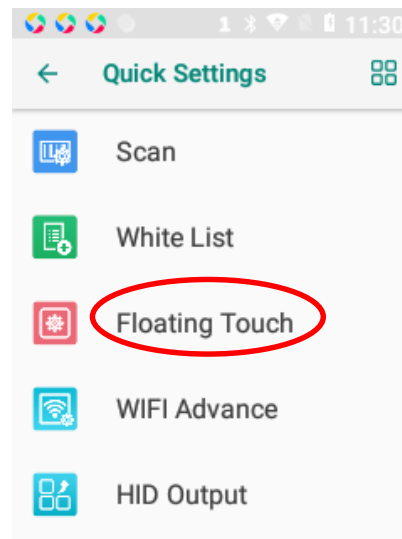 1 11:30
Quick Settings
Scan
White List
Floating Touch
WIFI Advance
HID Output